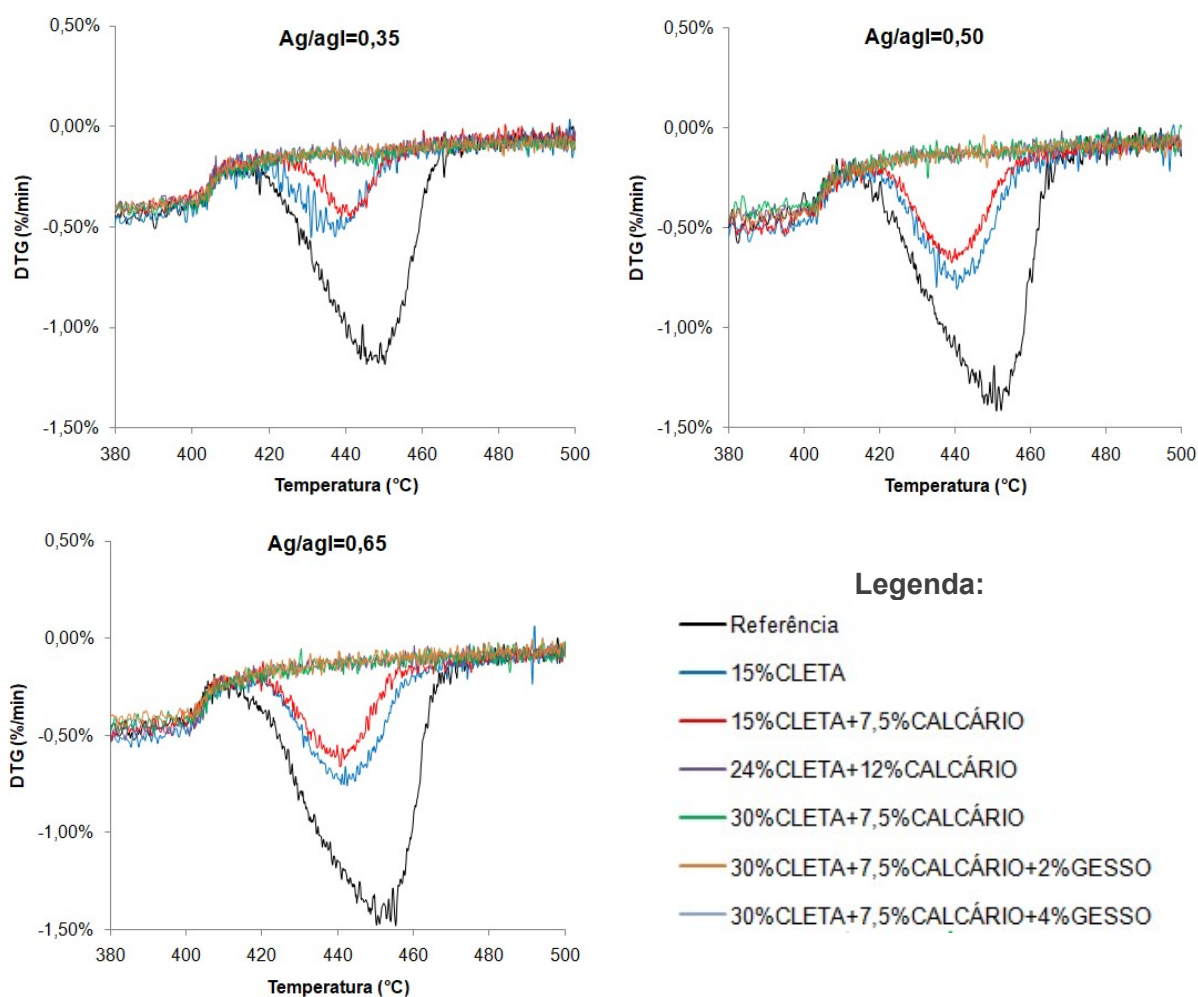 Ag/agl=0,35
DTG (%/min)
0,50%
0,00%
-0,50%
-1,00%
-1,50%
380 400 420 440 460 480 500
Temperatura (°C)
Ag/agl=0,50
DTG (%/min)
0,50%
0,00%
-0,50%
-1,00%
-1,50%
380 400 420 440 460 480 500
Temperatura (°C)
Ag/agl=0,65
DTG (%/min)
0,50%
0,00%
-0,50%
-1,00%
-1,50%
380 400 420 440 460 480 500
Temperatura (°C)
Legenda:
Referência
15%CLETA
15%CLETA+7,5%CALCÁRIO
24%CLETA+12%CALCÁRIO
30%CLETA+7,5%CALCÁRIO
30%CLETA+7,5%CALCÁRIO+2%GESSO
30%CLETA+7,5%CALCÁRIO+4%GESSO